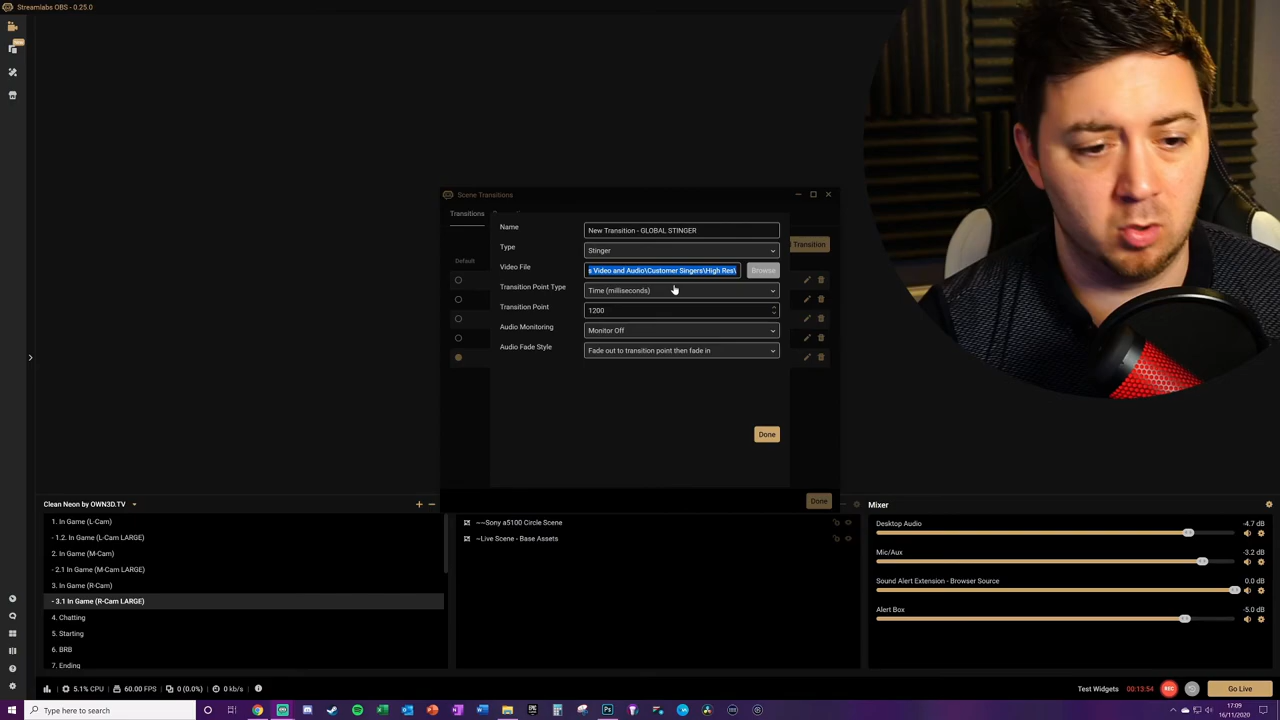 Streamlabs OBS - 0.25.0
Scene Transitions
Transitions
Name
New Transition - GLOBAL STINGER
Transition
Type
Stinger
Default
Video File
s Video and Audio\Customer Singers\High Res\
Browse
Transition Point Type
Time (milliseconds)
Transition Point
1200
Audio Monitoring
Monitor Off
Audio Fade Style
Fade out to transition point then fade in
Done
Done
Clean Neon by OWN3D.TV
1. In Game (L-Cam)
- 1.2. In Game (L-Cam LARGE)
2. In Game (M-Cam)
- 2.1 In Game (M-Cam LARGE)
3. In Game (R-Cam)
- 3.1 In Game (R-Cam LARGE)
4. Chatting
5. Starting
6. BRB
7. Ending
~~Sony a5100 Circle Scene
~Live Scene - Base Assets
Mixer
Desktop Audio
-4.7 dB
Mic/Aux
-3.2 dB
Sound Alert Extension - Browser Source
0.0 dB
Alert Box
-5.0 dB
5.1% CPU
60.00 FPS
0 (0.0%)
0 kb/s
Test Widgets
00:13:54
REC
Go Live
Type here to search
17:09
16/11/2020